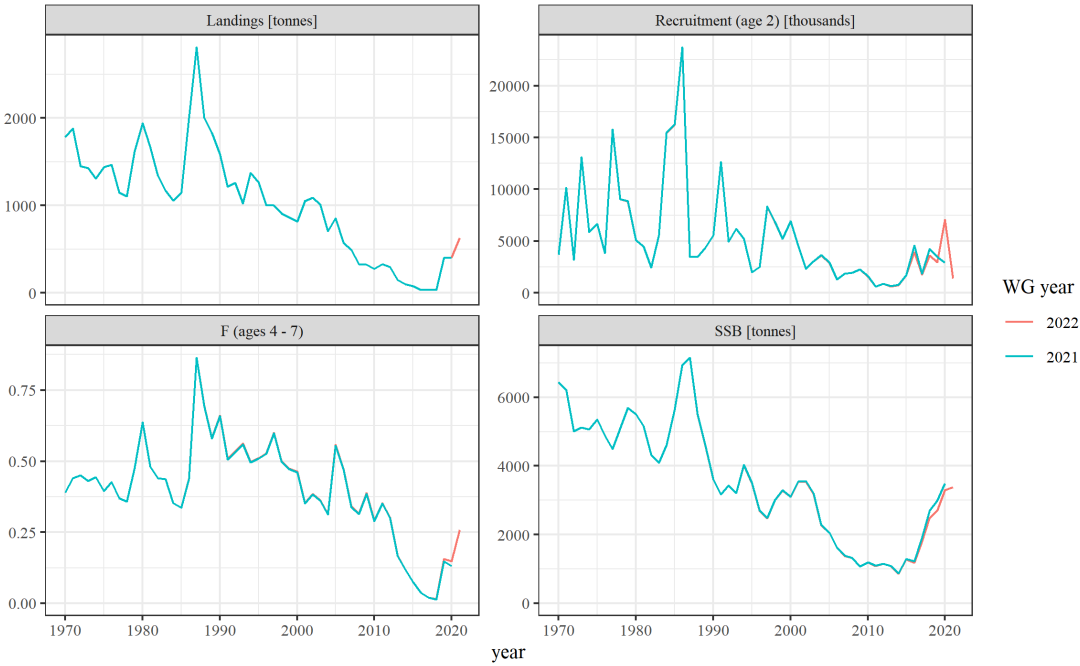 Landings [tonnes]
Recruitment (age 2) [thousands]
2000
1000
0
20000
15000
10000
5000
0
F (ages 4 - 7)
SSB [tonnes]
0.75
0.50
0.25
0.00
6000
4000
2000
0
1970 1980 1990 2000 2010 2020
1970 1980 1990 2000 2010 2020
year
WG year
2022
2021